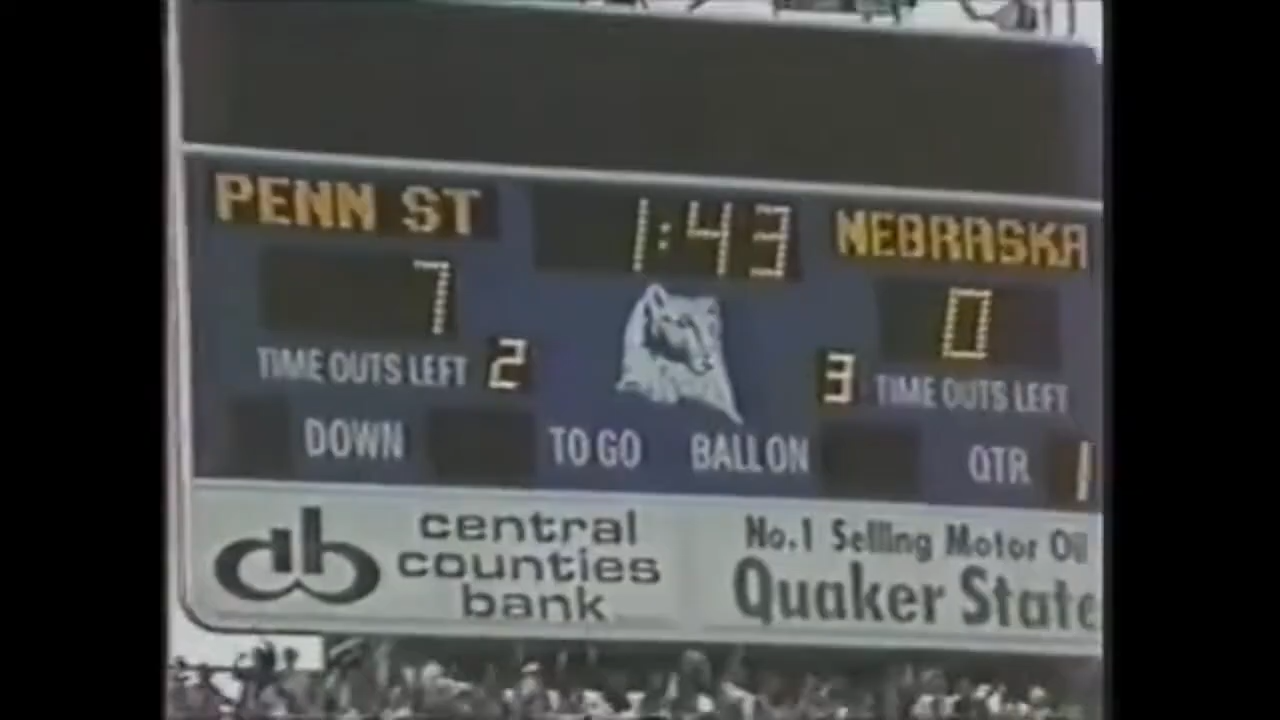 PENN ST 1:43 NEBRASKA
7 0
TIME OUTS LEFT 2 3 TIME OUTS LEFT
DOWN TO GO BALL ON QTR 1
central
counties
bank
No.1 Selling Motor Oil
Quaker State